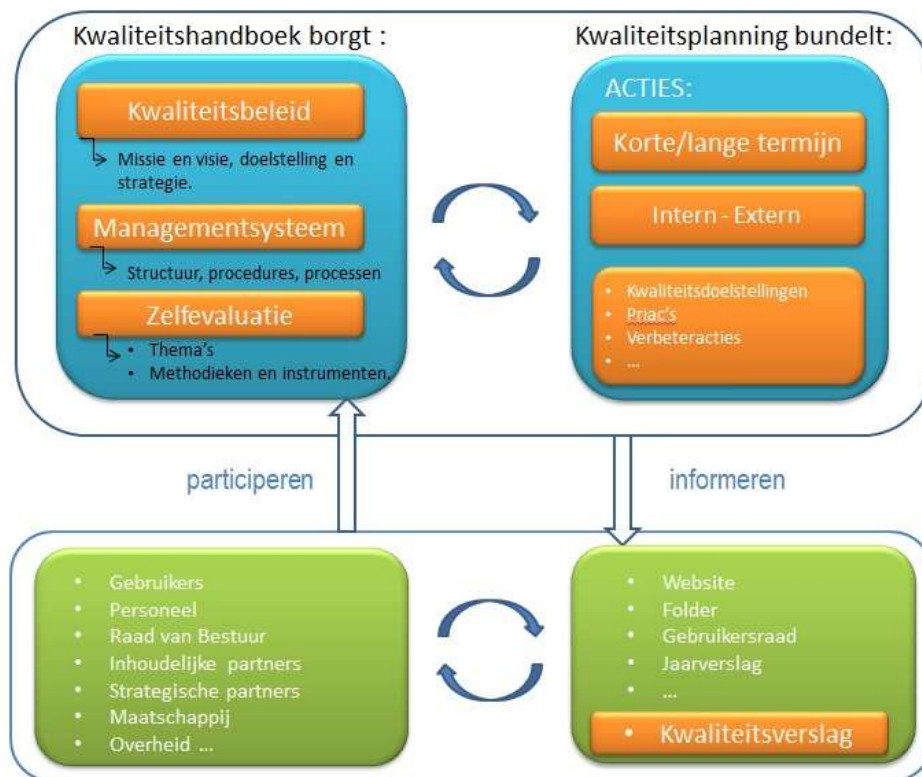 Kwaliteitshandboek borgt :
Kwaliteitsbeleid
Missie en visie, doelstelling en
strategie.
Managementsysteem
Structuur, procedures, processen
Zelfevaluatie
• Thema's
• Methodieken en instrumenten.
Kwaliteitsplanning bundelt:
ACTIES:
Korte/lange termijn
Intern - Extern
• Kwaliteitsdoelstellingen
• Priac's
• Verbeteracties
• ...
participeren
informeren
• Gebruikers
• Personeel
• Raad van Bestuur
• Inhoudelijke partners
• Strategische partners
• Maatschappij
• Overheid ...
• Website
• Folder
• Gebruikersraad
• Jaarverslag
• ...
• Kwaliteitsverslag